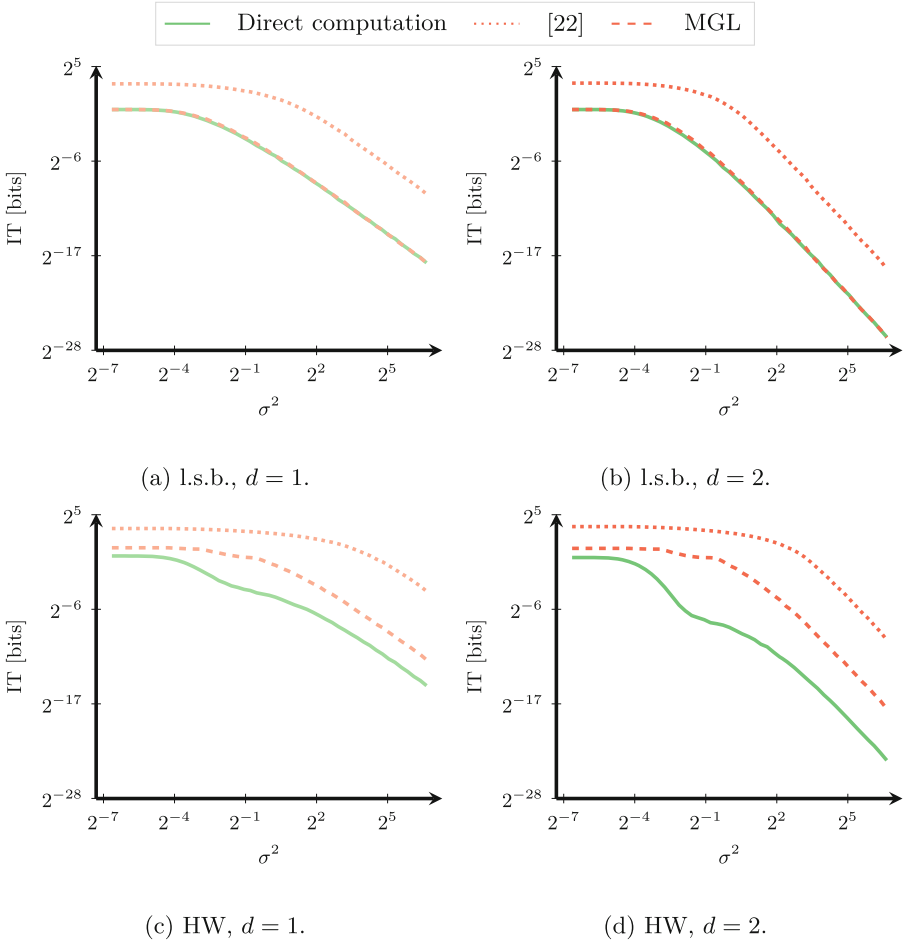 Direct computation [22] MGL
2^5 2^5
2^−6 2^−6
2^−17 2^−17
2^−28 2^−28
IT [bits] IT [bits]
2^−7 2^−4 2^−1 2^2 2^5 2^−7 2^−4 2^−1 2^2 2^5
σ^2 σ^2
(a) l.s.b., d = 1. (b) l.s.b., d = 2.
2^5 2^5
2^−6 2^−6
2^−17 2^−17
2^−28 2^−28
IT [bits] IT [bits]
2^−7 2^−4 2^−1 2^2 2^5 2^−7 2^−4 2^−1 2^2 2^5
σ^2 σ^2
(c) HW, d = 1. (d) HW, d = 2.